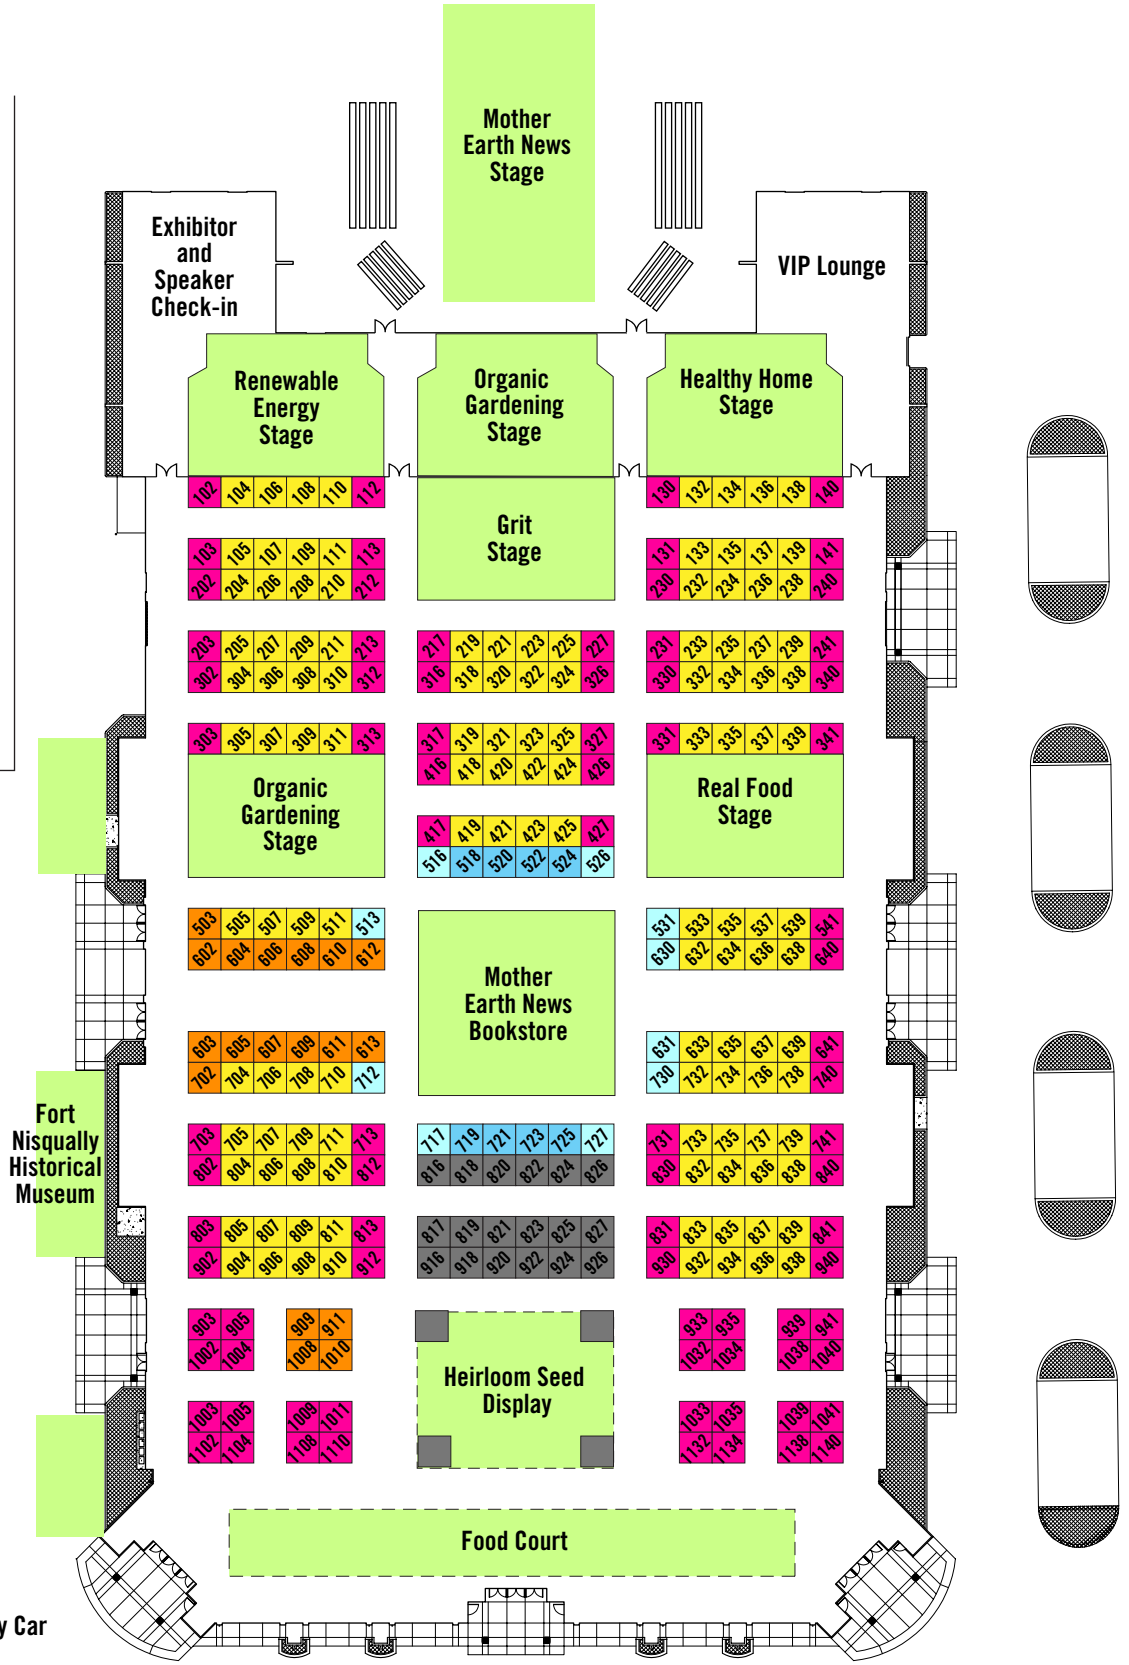 Mother
Earth News
Stage
Exhibitor
and
Speaker
Check-in
VIP Lounge
Renewable
Energy
Stage
Organic
Gardening
Stage
Healthy Home
Stage
102 104 106 108 110 112
130 132 134 136 138 140
Grit
Stage
103 105 107 109 111 113
131 133 135 137 139 141
202 204 206 208 210 212
230 232 234 236 238 240
203 205 207 209 211 213
217 219 221 223 225 227
231 233 235 237 239 241
302 304 306 308 310 312
316 318 320 322 324 326
330 332 334 336 338 340
303 305 307 309 311 313
317 319 321 323 325 327
331 333 335 337 339 341
416 418 420 422 424 426
Organic
Gardening
Stage
Real Food
Stage
417 419 421 423 425 427
516 518 520 522 524 526
503 505 507 509 511 513
531 533 535 537 539 541
602 604 606 608 610 612
630 632 634 636 638 640
Mother
Earth News
Bookstore
603 605 607 609 611 613
631 633 635 637 639 641
702 704 706 708 710 712
730 732 734 736 738 740
Fort
Nisqually
Historical
Museum
703 705 707 709 711 713
717 719 721 723 725 727
731 733 735 737 739 741
802 804 806 808 810 812
816 818 820 822 824 826
830 832 834 836 838 840
803 805 807 809 811 813
817 819 821 823 825 827
831 833 835 837 839 841
902 904 906 908 910 912
916 918 920 922 924 926
930 932 934 936 938 940
903 905 909 911
933 935 939 941
1002 1004 1008 1010
1032 1034 1038 1040
Heirloom Seed
Display
1003 1005 1009 1011
1033 1035 1039 1041
1102 1104 1108 1110
1132 1134 1138 1140
Food Court
y Car